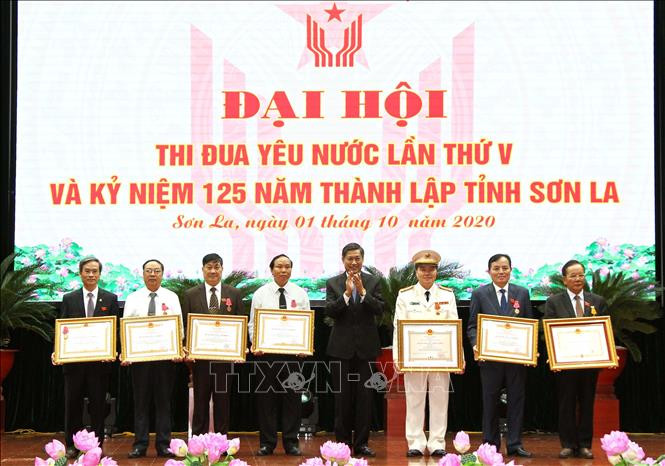 ĐẠI HỘI
THI ĐUA YÊU NƯỚC LẦN THỨ V
VÀ KỶ NIỆM 125 NĂM THÀNH LẬP TỈNH SƠN LA
Sơn La, ngày 01 tháng 10 năm 2020
TTXVN - VNA